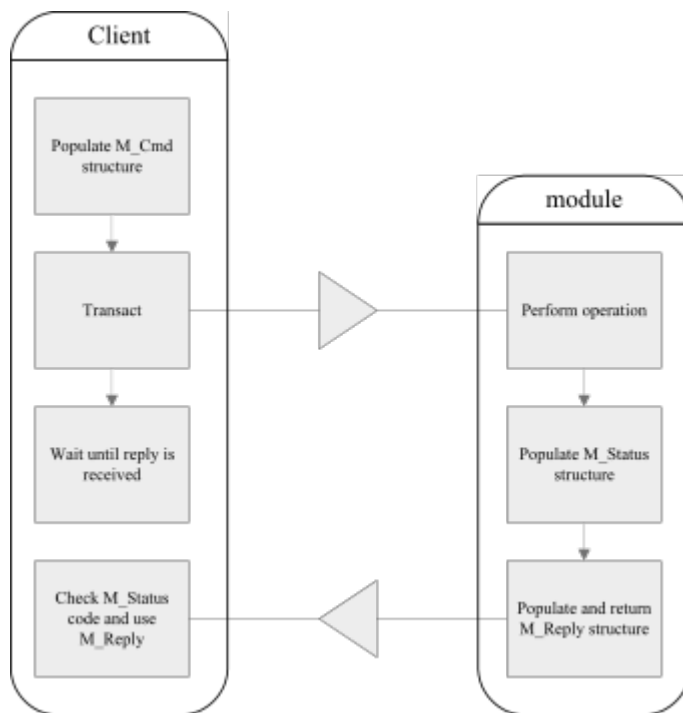 Client
Populate M_Cmd
structure
Transact
Wait until reply is
received
Check M_Status
code and use
M_Reply
module
Perform operation
Populate M_Status
structure
Populate and return
M_Reply structure